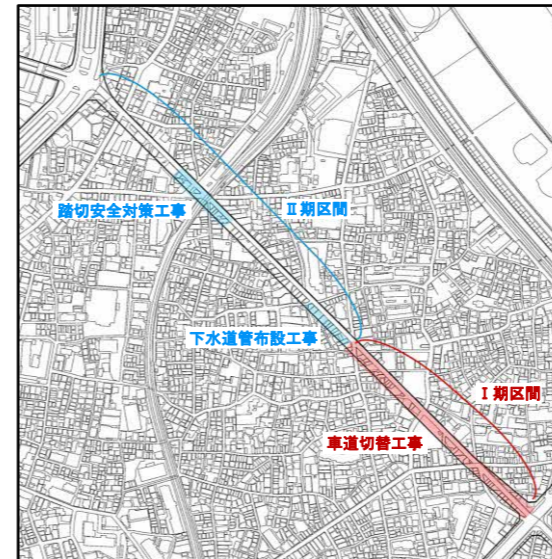 踏切安全対策工事
Ⅱ期区間
下水道管布設工事
Ⅰ期区間
車道切替工事